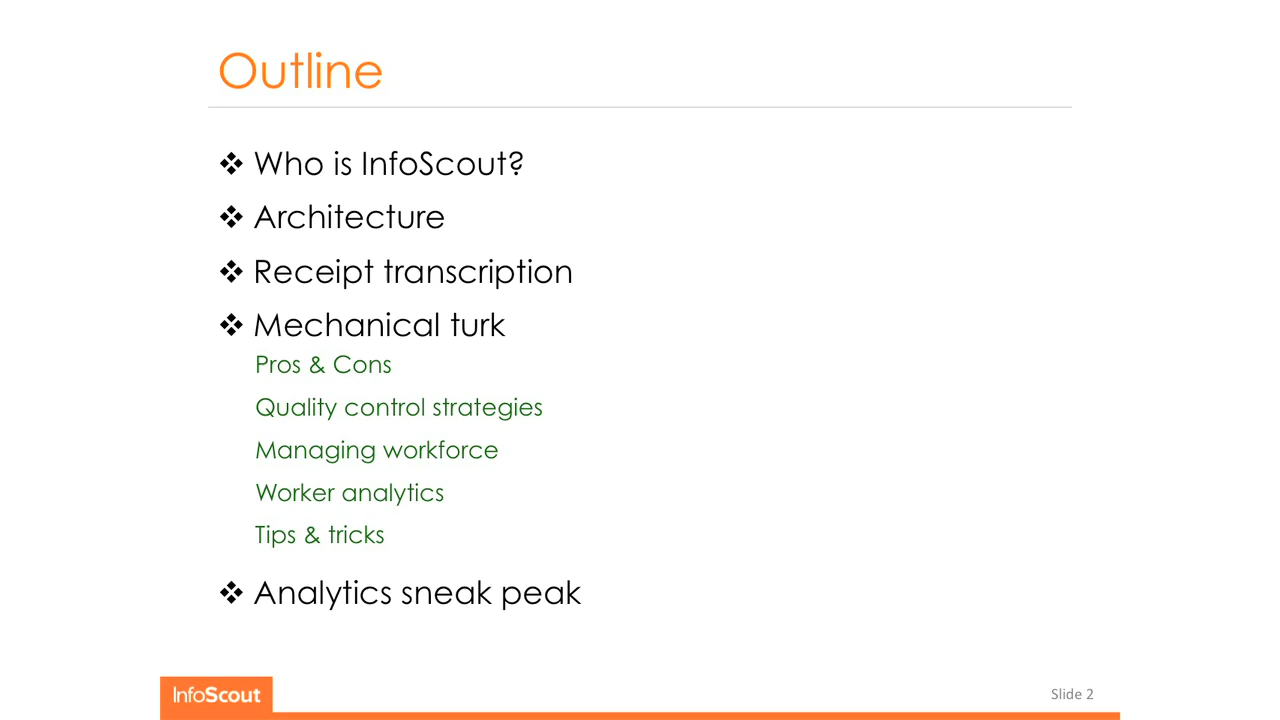 Outline
❖ Who is InfoScout?
❖ Architecture
❖ Receipt transcription
❖ Mechanical turk
Pros & Cons
Quality control strategies
Managing workforce
Worker analytics
Tips & tricks
❖ Analytics sneak peak
InfoScout
Slide 2